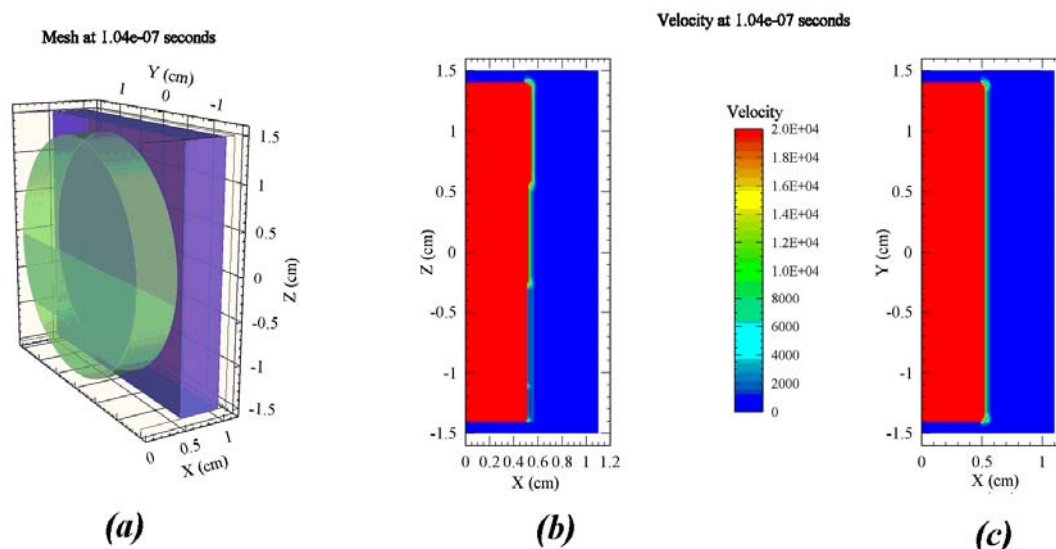 Mesh at 1.04e-07 seconds
Y (cm)
1 0 -1
1.5
1
0.5
0
-0.5
-1
-1.5
Z (cm)
0 0.5 1
X (cm)
(a)
Velocity at 1.04e-07 seconds
1.5
1
0.5
0
-0.5
-1
-1.5
Z (cm)
0 0.2 0.4 0.6 0.8 1 1.2
X (cm)
(b)
Velocity
2.0E+04
1.8E+04
1.6E+04
1.4E+04
1.2E+04
1.0E+04
8000
6000
4000
2000
0
1.5
1
0.5
0
-0.5
-1
-1.5
Y (cm)
0 0.5 1
X (cm)
(c)